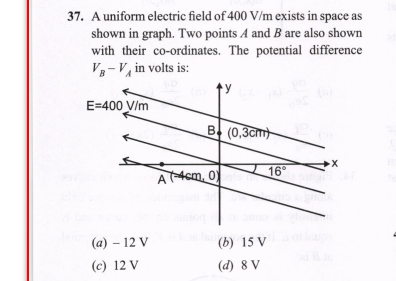 37. A uniform electric field of 400 V/m exists in space as
shown in graph. Two points A and B are also shown
with their co-ordinates. The potential difference
V_B – V_A in volts is:
y
E=400 V/m
B (0,3cm)
x
16°
A (-4cm, 0)
(a) – 12 V (b) 15 V
(c) 12 V (d) 8 V